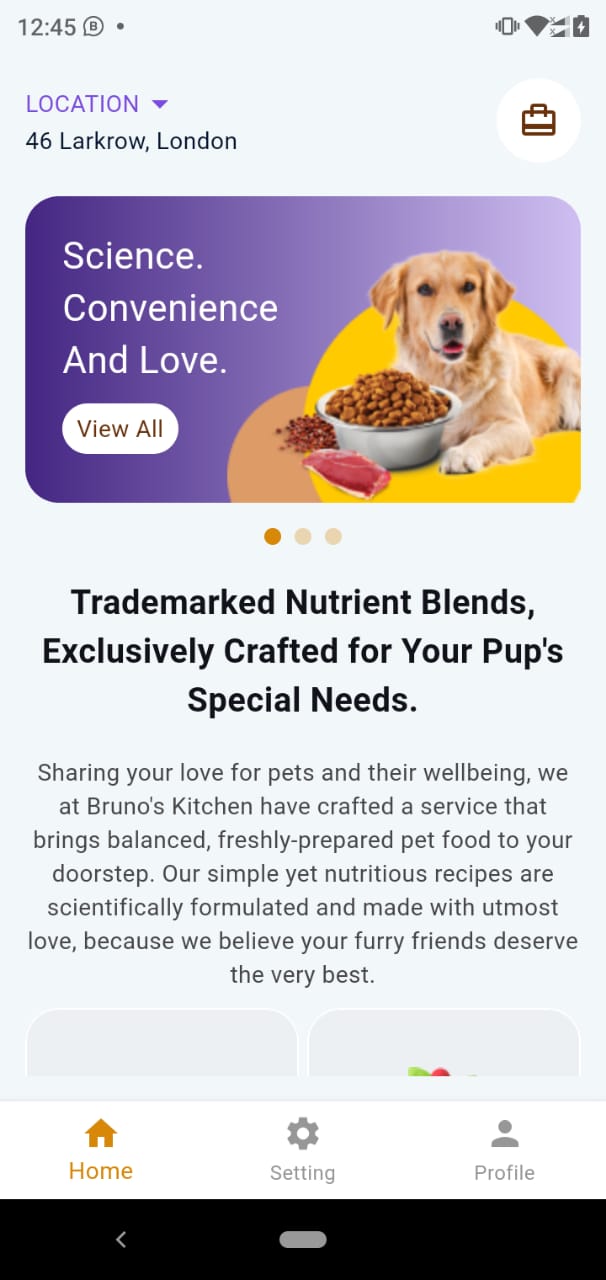 12:45
LOCATION
46 Larkrow, London
Science.
Convenience
And Love.
View All
Trademarked Nutrient Blends,
Exclusively Crafted for Your Pup's
Special Needs.
Sharing your love for pets and their wellbeing, we
at Bruno's Kitchen have crafted a service that
brings balanced, freshly-prepared pet food to your
doorstep. Our simple yet nutritious recipes are
scientifically formulated and made with utmost
love, because we believe your furry friends deserve
the very best.
Home
Setting
Profile